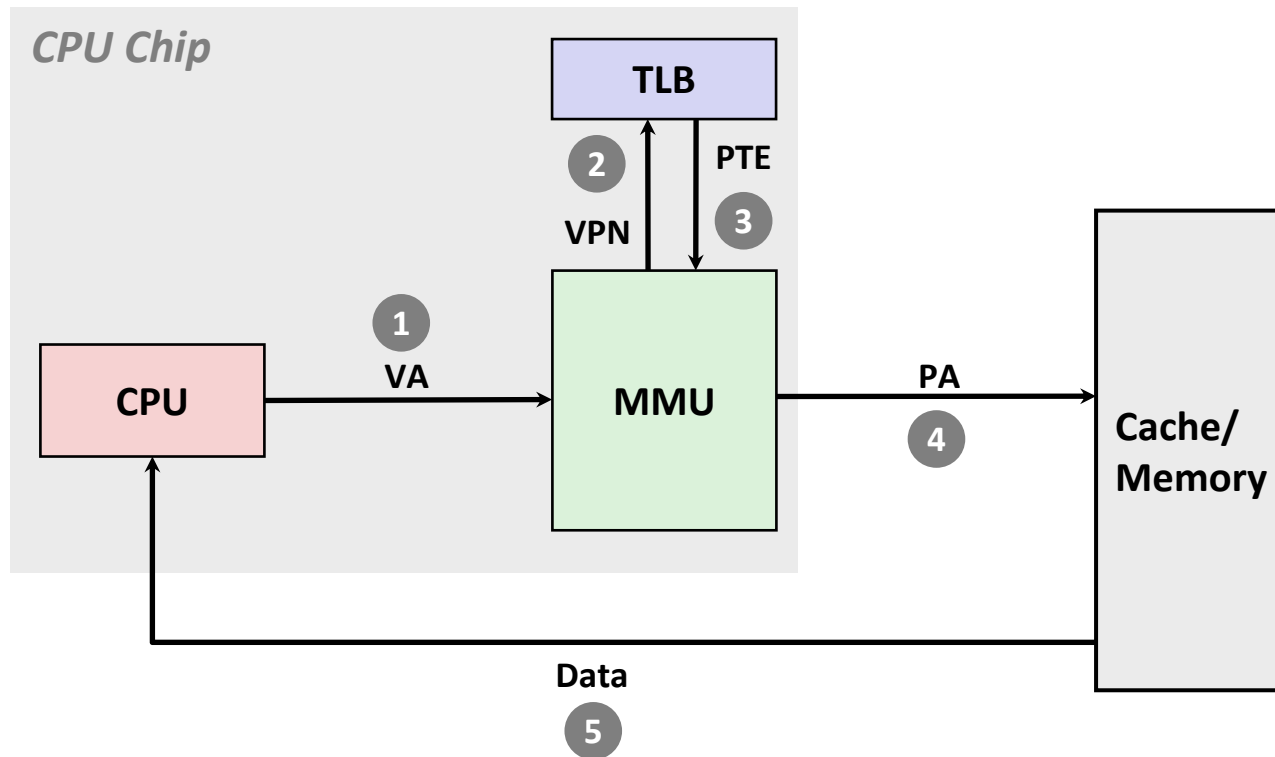 CPU Chip
TLB
2
PTE
VPN
3
1
VA
CPU
MMU
PA
4
Cache/
Memory
Data
5